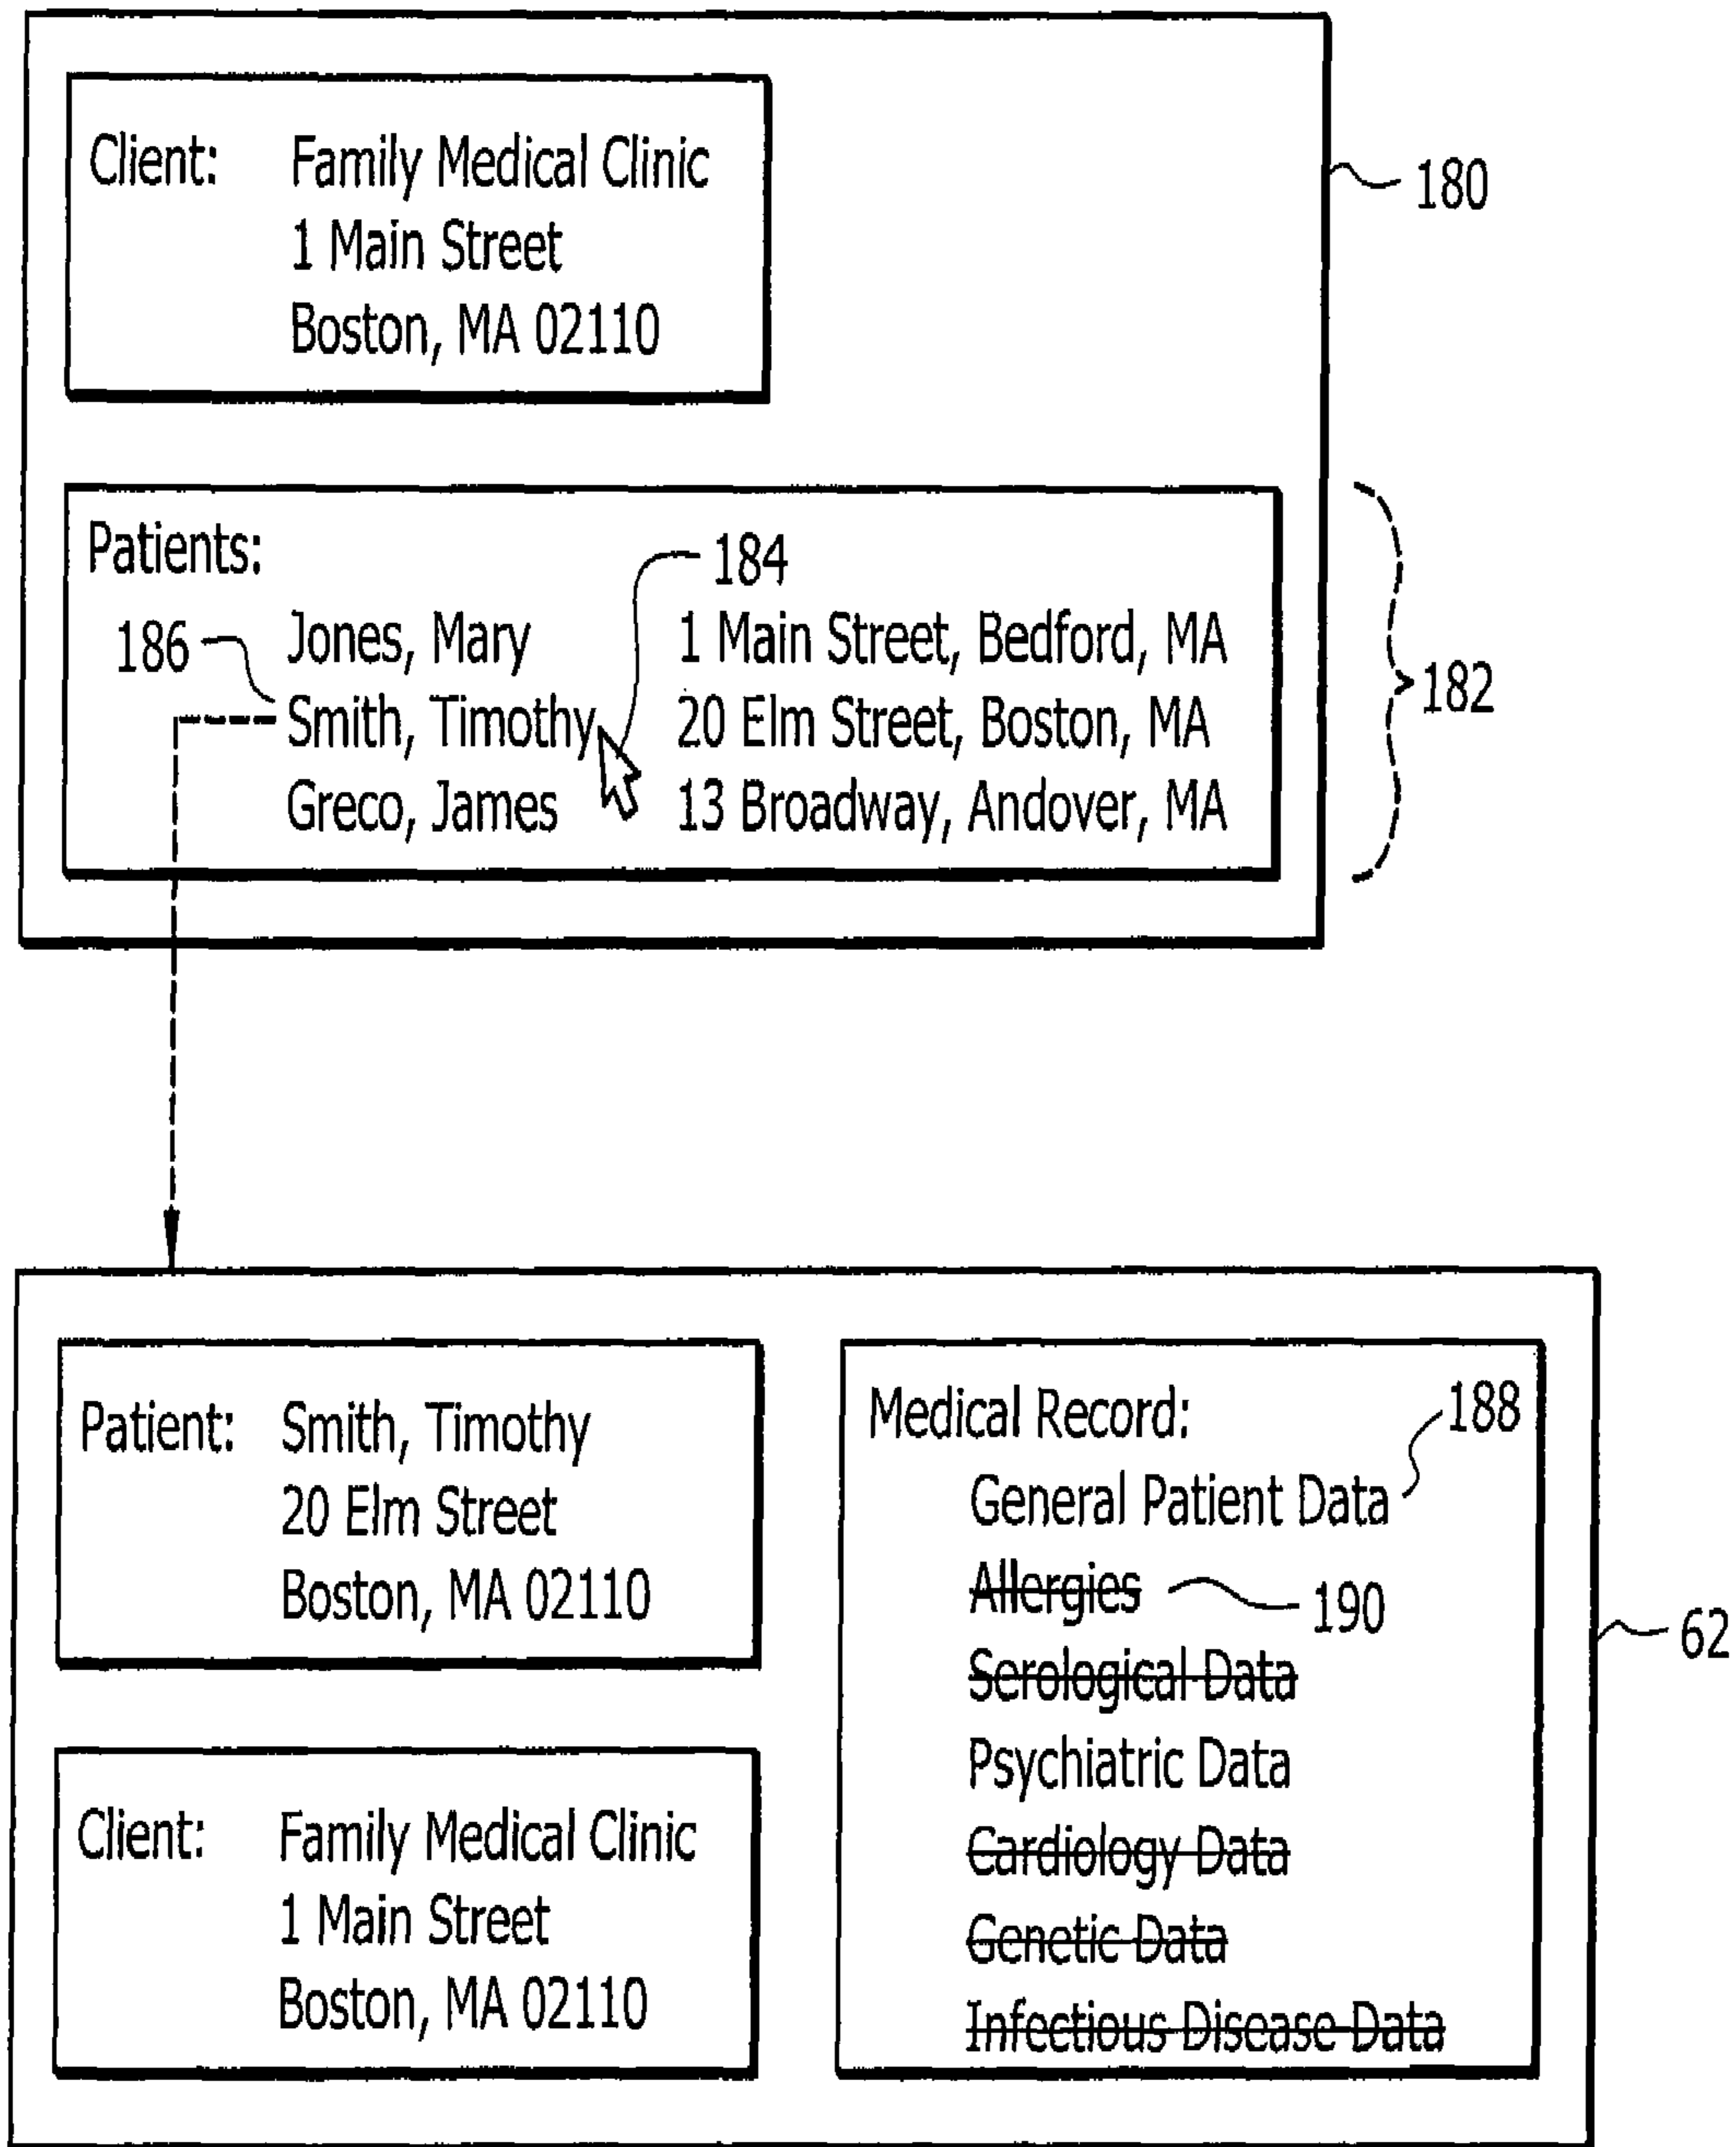 Client: Family Medical Clinic
1 Main Street
Boston, MA 02110
180
Patients:
184
186 Jones, Mary 1 Main Street, Bedford, MA
Smith, Timothy 20 Elm Street, Boston, MA
182
Greco, James 13 Broadway, Andover, MA
Patient: Smith, Timothy
20 Elm Street
Boston, MA 02110
Client: Family Medical Clinic
1 Main Street
Boston, MA 02110
Medical Record:
188
General Patient Data
Allergies 190
Serological Data
Psychiatric Data
Cardiology Data
Genetic Data
Infectious Disease Data
62